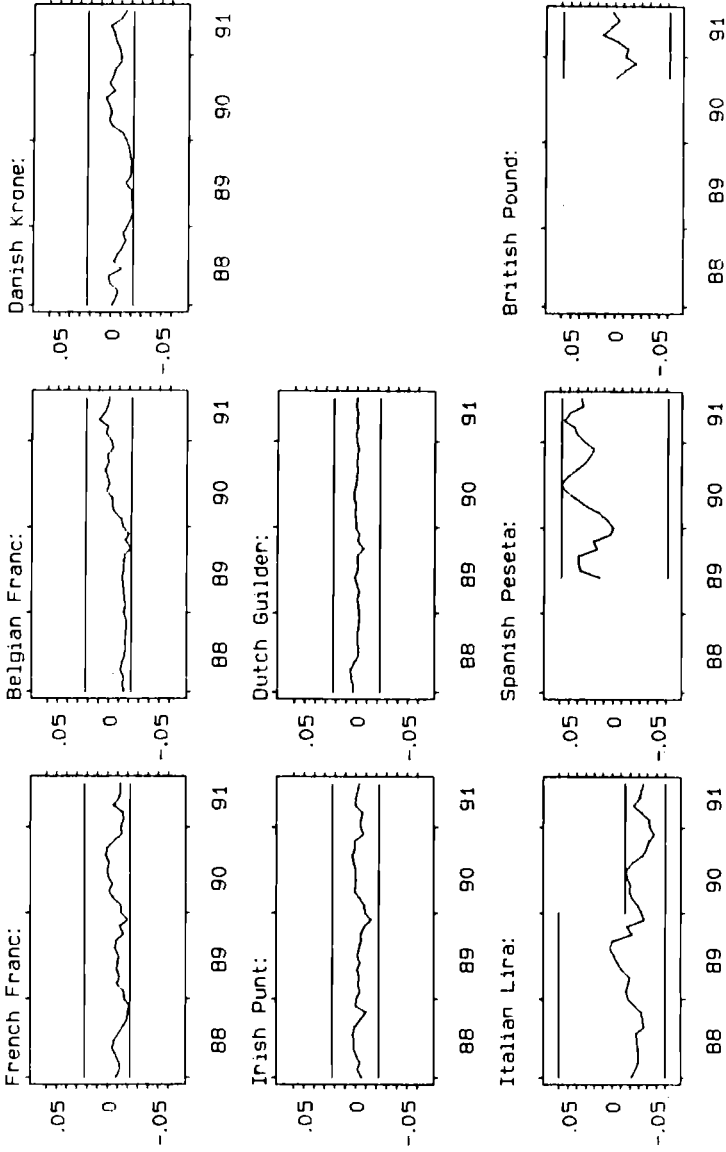 French Franc:
.05
0
-.05
88 89 90 91
Belgian Franc:
.05
0
-.05
88 89 90 91
Danish Krone:
.05
0
-.05
88 89 90 91
Irish Punt:
.05
0
-.05
88 89 90 91
Dutch Guilder:
.05
0
-.05
88 89 90 91
Italian Lira:
.05
0
-.05
88 89 90 91
Spanish Peseta:
.05
0
-.05
88 89 90 91
British Pound:
.05
0
-.05
88 89 90 91